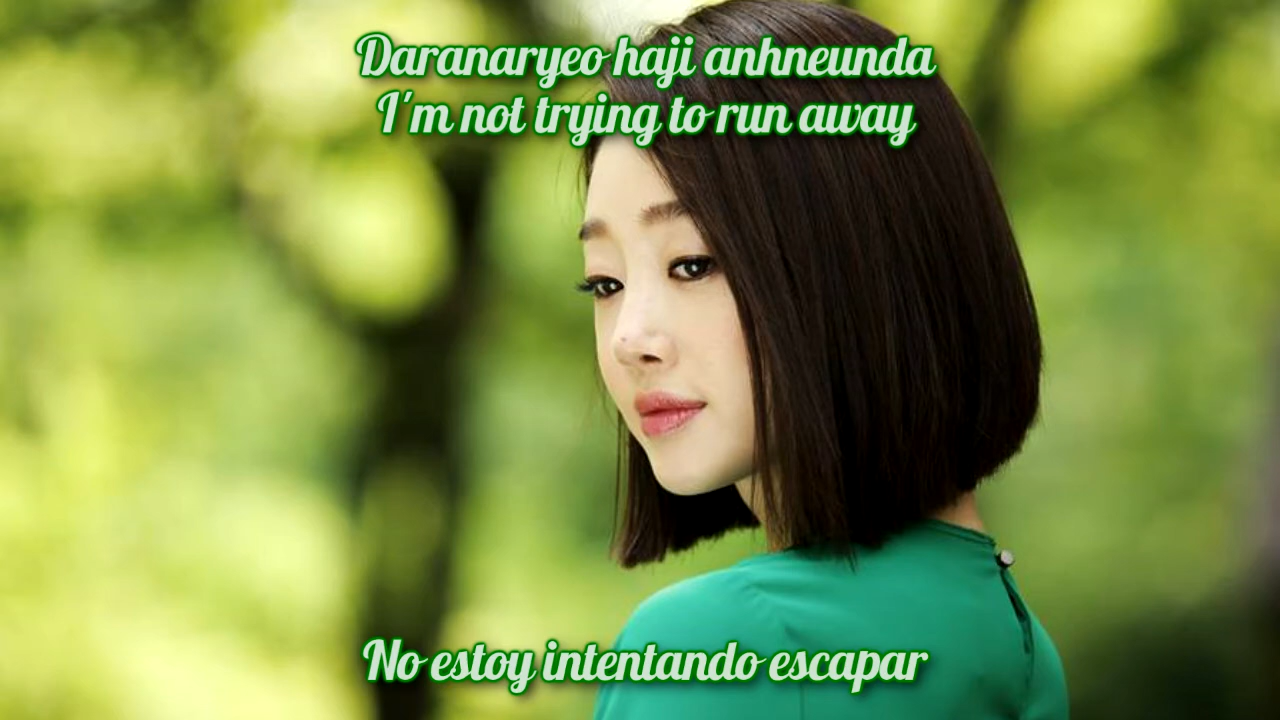 Daranaryeo haji anhneunda
I'm not trying to run away
No estoy intentando escapar